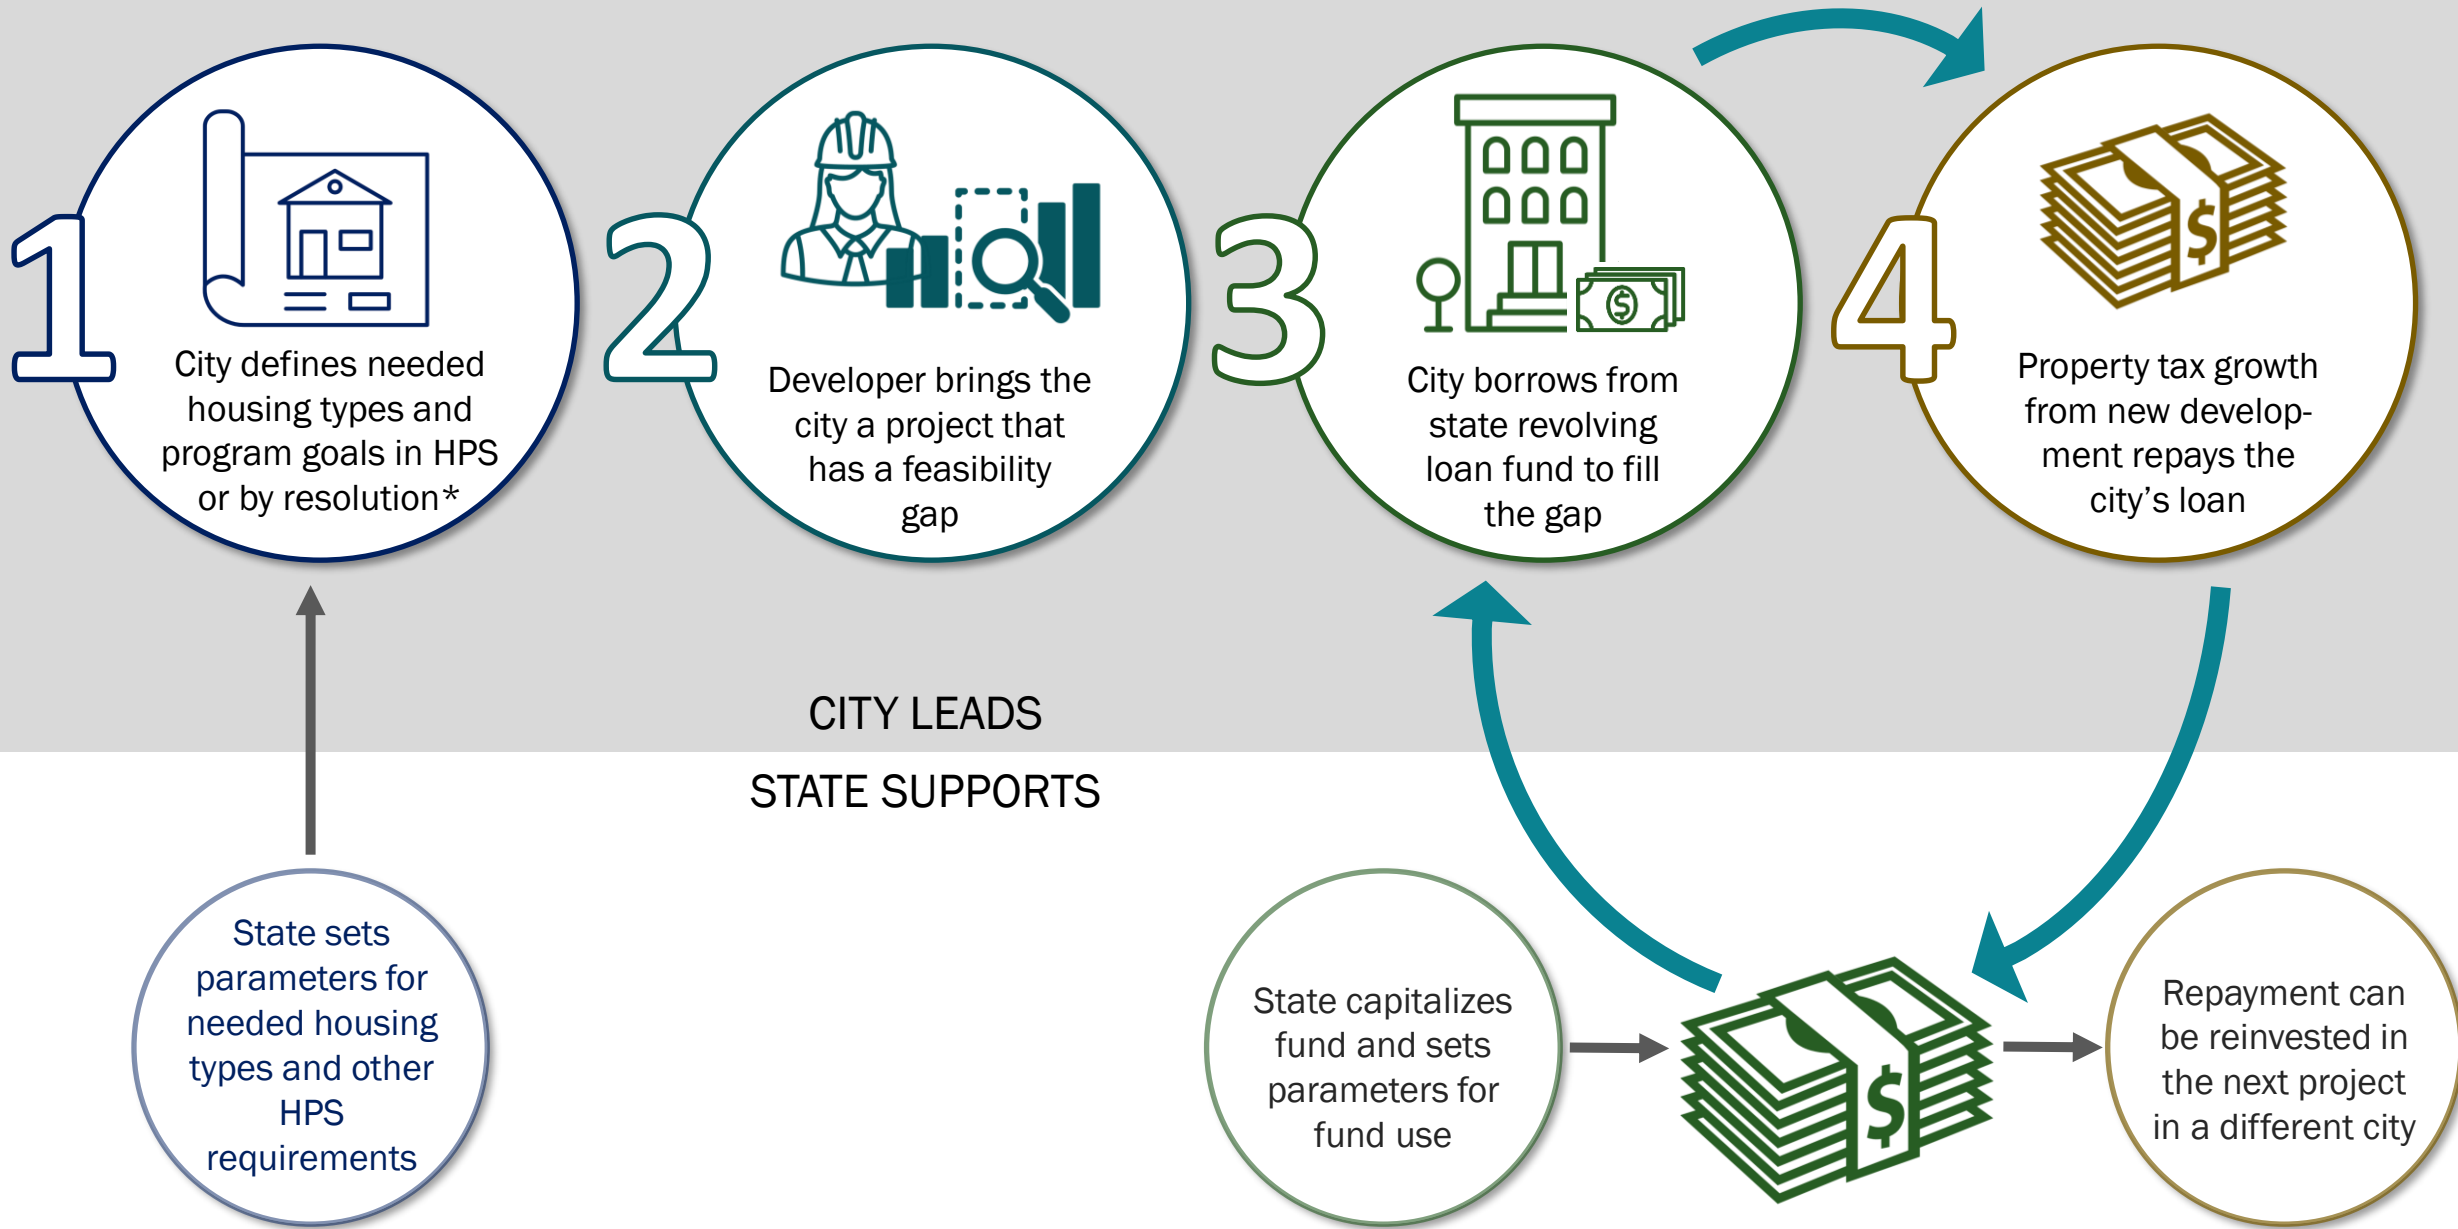 1
City defines needed
housing types and
program goals in HPS
or by resolution*
2
Developer brings the
city a project that
has a feasibility
gap
3
City borrows from
state revolving
loan fund to fill
the gap
$
4
Property tax growth
from new develop-
ment repays the
city’s loan
$
CITY LEADS
STATE SUPPORTS
State sets
parameters for
needed housing
types and other
HPS
requirements
State capitalizes
fund and sets
parameters for
fund use
$
Repayment can
be reinvested in
the next project
in a different city